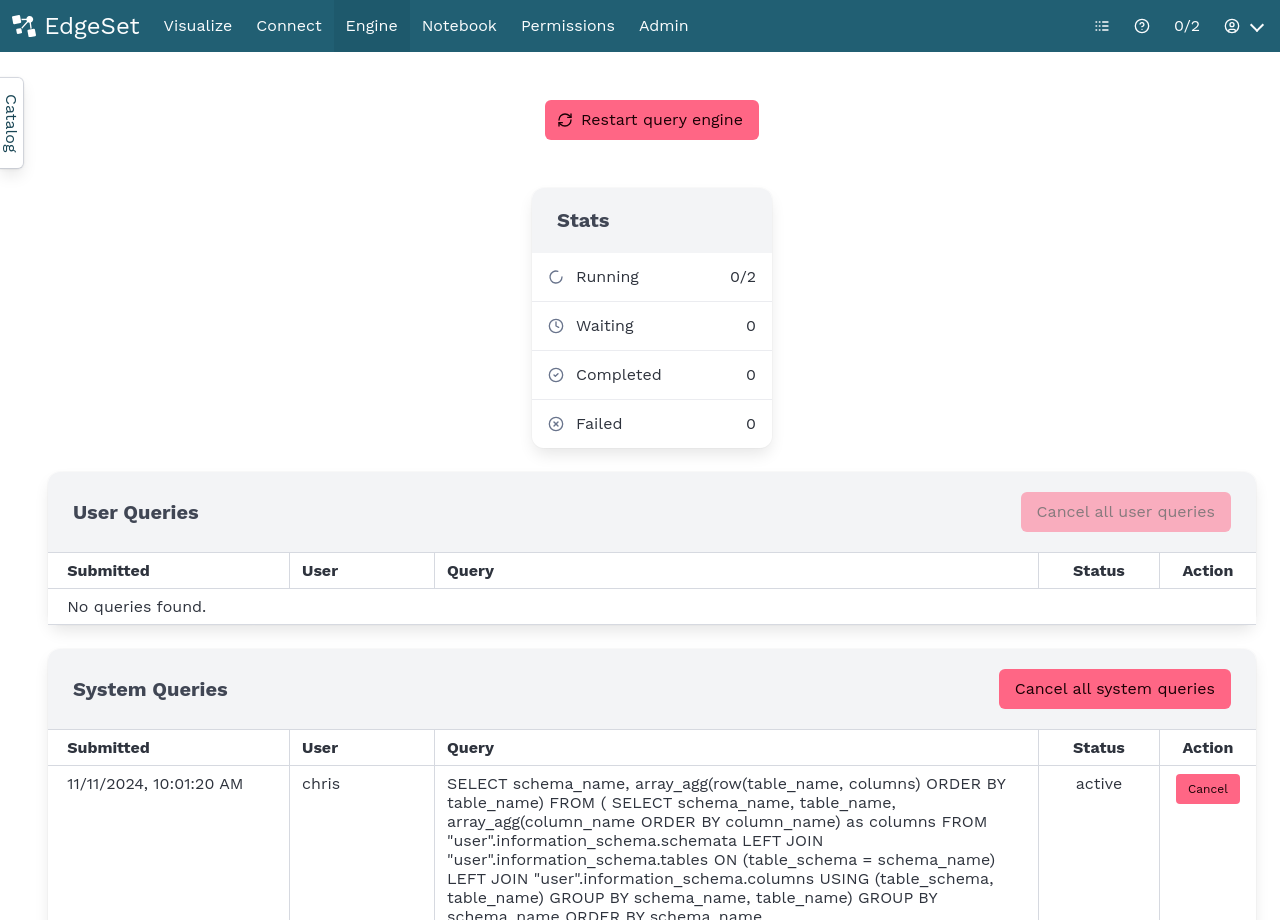 EdgeSet Visualize Connect Engine Notebook Permissions Admin 0/2
Catalog
Restart query engine
Stats
Running 0/2
Waiting 0
Completed 0
Failed 0
User Queries Cancel all user queries
Submitted User Query Status Action
No queries found.
System Queries Cancel all system queries
Submitted User Query Status Action
11/11/2024, 10:01:20 AM chris SELECT schema_name, array_agg(row(table_name, columns) ORDER BY active Cancel
table_name) FROM ( SELECT schema_name, table_name,
array_agg(column_name ORDER BY column_name) as columns FROM
"user".information_schema.schemata LEFT JOIN
"user".information_schema.tables ON (table_schema = schema_name)
LEFT JOIN "user".information_schema.columns USING (table_schema,
table_name) GROUP BY schema_name, table_name) GROUP BY
schema_name ORDER BY schema_name